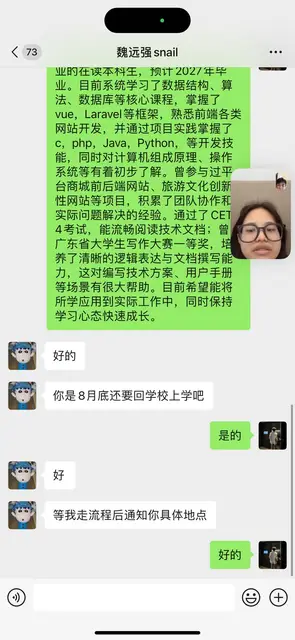 73
魏远强snail
业的在读本科生，预计2027年毕
业。目前系统学习了数据结构、算
法、数据库等核心课程，掌握了
vue，Laravel等框架，熟悉前端各类
网站开发，并通过项目实践掌握了
c，php，Java，Python，等开发技
能，同时对计算机组成原理、操作
系统等有着初步了解。曾参与过平
台商城前后端网站、旅游文化创新
性网站等项目，积累了团队协作和
实际问题解决的经验。通过了CET
4考试，能流畅阅读技术文档；曾
广东省大学生写作大赛一等奖，培
养了清晰的逻辑表达与文档撰写能
力，这对编写技术方案、用户手册
等场景有很大帮助。目前希望能将
所学应用到实际工作中，同时保持
学习心态快速成长。
好的
你是8月底还要回学校上学吧
是的
好
等我走流程后通知你具体地点
好的